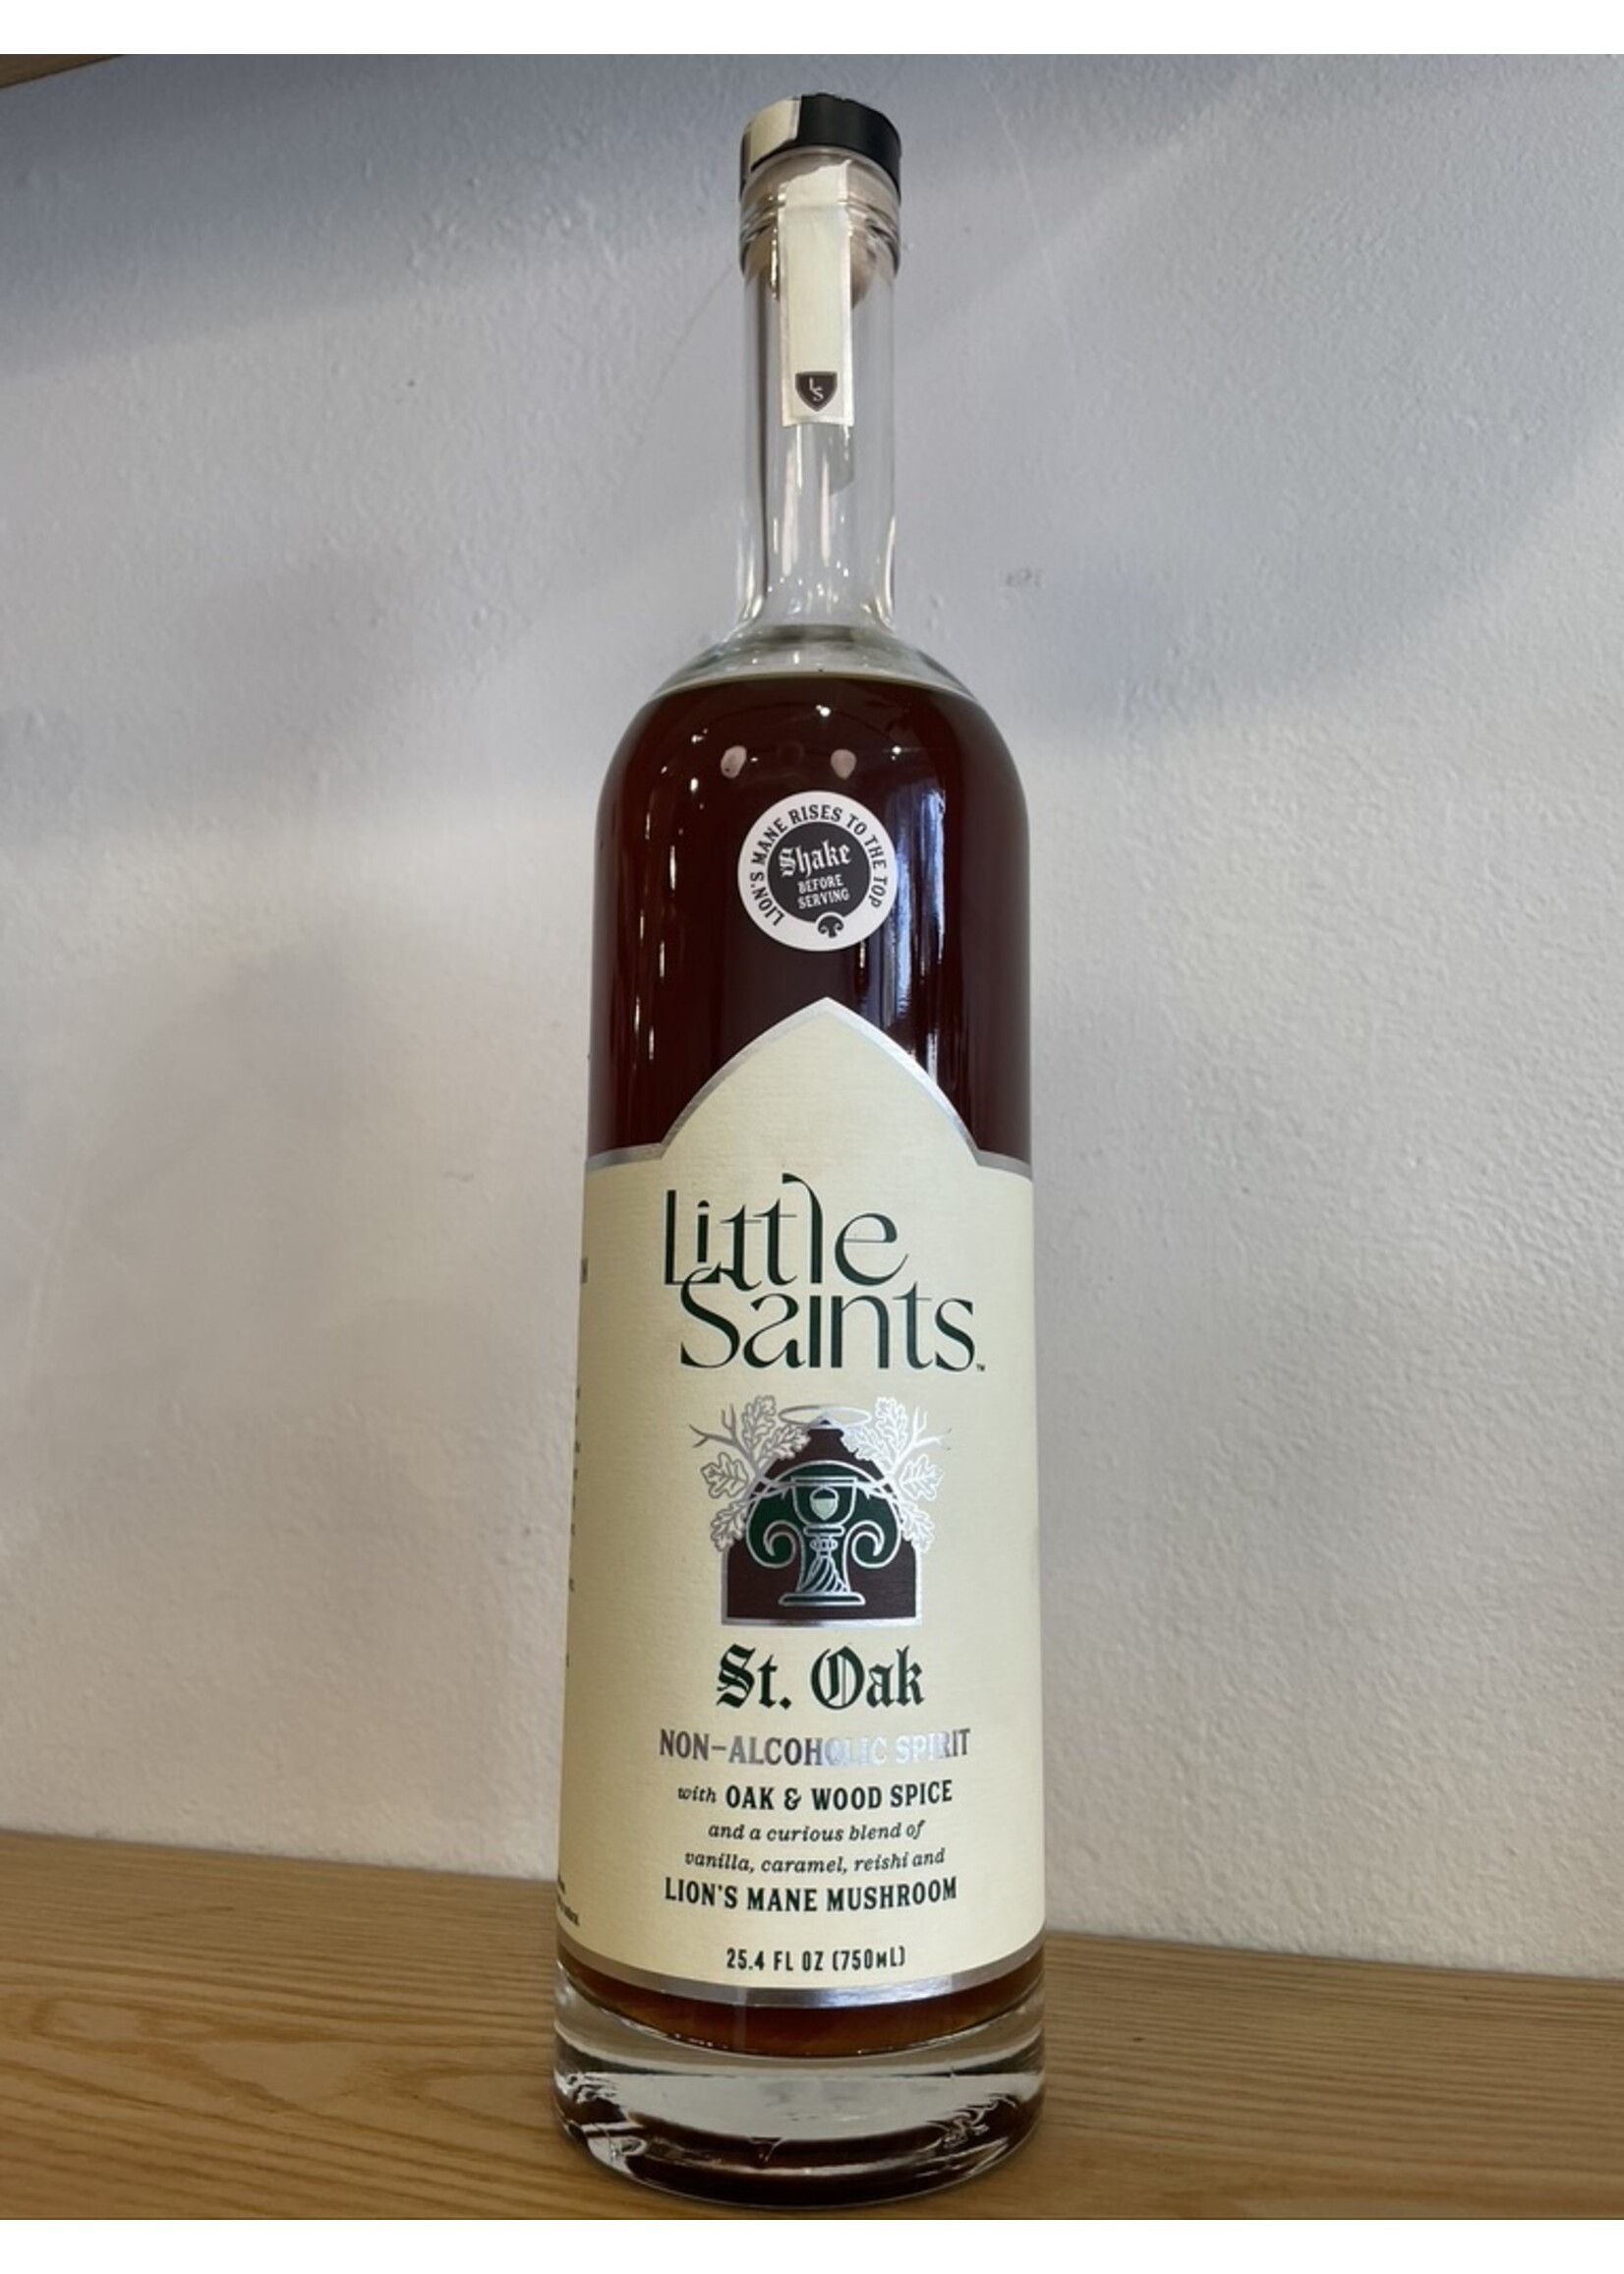 LS
LION'S MANE RISES TO THE TOP
Shake
BEFORE
SERVING
Little
Saints™
St. Oak
NON-ALCOHOLIC SPIRIT
with OAK & WOOD SPICE
and a curious blend of
vanilla, caramel, reishi and
LION'S MANE MUSHROOM
25.4 FL OZ (750mL)